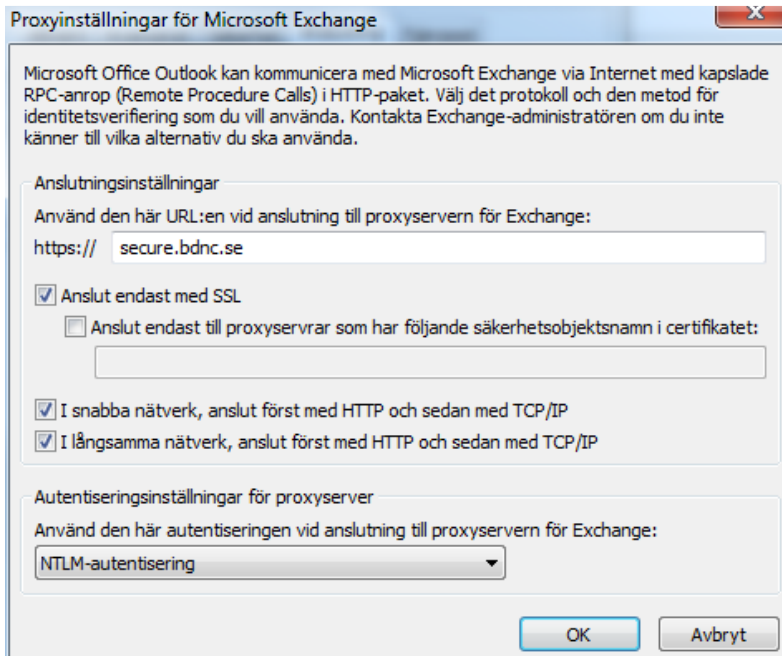 Proxyinställningar för Microsoft Exchange
Microsoft Office Outlook kan kommunicera med Microsoft Exchange via Internet med kapslade
RPC-anrop (Remote Procedure Calls) i HTTP-paket. Välj det protokoll och den metod för
identitetsverifiering som du vill använda. Kontakta Exchange-administratören om du inte
känner till vilka alternativ du ska använda.
Anslutningsinställningar
Använd den här URL:en vid anslutning till proxyservern för Exchange:
https:// secure.bdnc.se
Anslut endast med SSL
Anslut endast till proxyservrar som har följande säkerhetsobjektsnamn i certifikatet:
I snabba nätverk, anslut först med HTTP och sedan med TCP/IP
I långsamma nätverk, anslut först med HTTP och sedan med TCP/IP
Autentiseringsinställningar för proxyserver
Använd den här autentiseringen vid anslutning till proxyservern för Exchange:
NTLM-autentisering
OK Avbryt